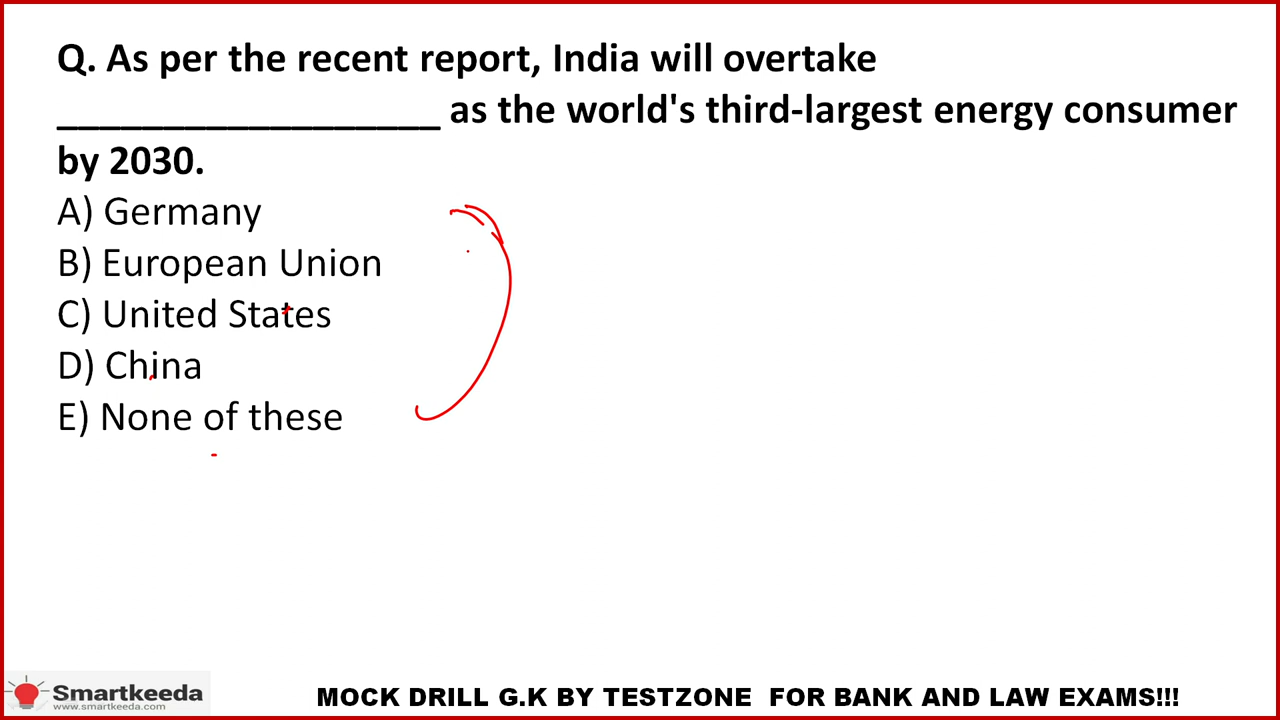 Q. As per the recent report, India will overtake
__________________ as the world's third-largest energy consumer
by 2030.
A) Germany
B) European Union
C) United States
D) China
E) None of these
Smartkeeda
www.smartkeeda.com
MOCK DRILL G.K BY TESTZONE FOR BANK AND LAW EXAMS!!!